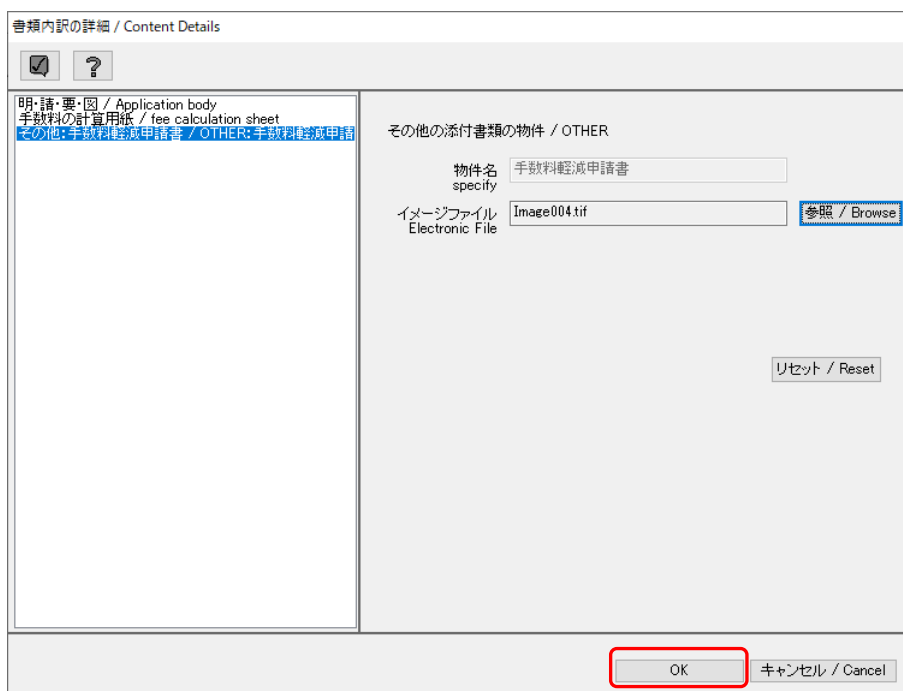 書類内訳の詳細 / Content Details
?
明・請・要・図 / Application body
手数料の計算用紙 / fee calculation sheet
その他：手数料軽減申請書 / OTHER：手数料軽減申請
その他の添付書類の物件 / OTHER
物件名
specify
手数料軽減申請書
イメージファイル
Electronic File
Image004.tif
参照 / Browse
リセット / Reset
OK
キャンセル / Cancel